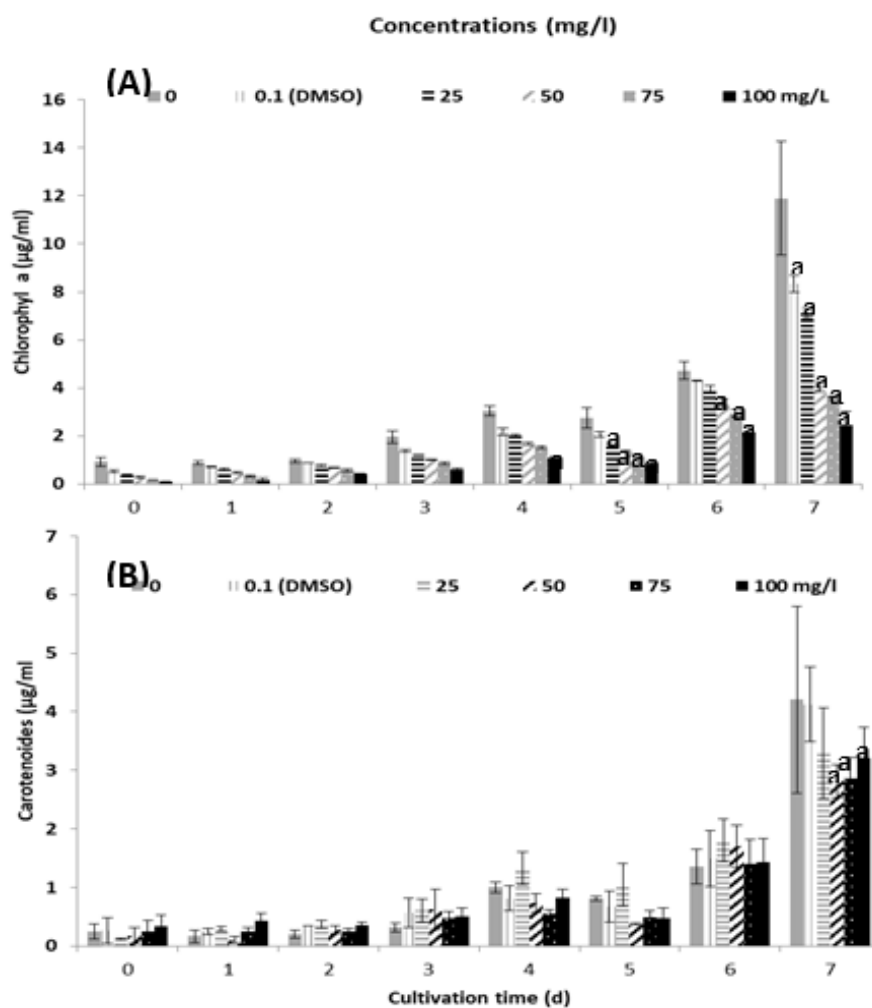 Concentrations (mg/l)
(A)
0 0.1 (DMSO) 25 50 75 100 mg/L
16
14
12
10
8
6
4
2
0
Chlorophyl a (µg/ml)
a a a a a
a a a
a a a a
a
0 1 2 3 4 5 6 7
(B)
0 0.1 (DMSO) 25 50 75 100 mg/l
7
6
5
4
3
2
1
0
Carotenoides (µg/ml
a a a
0 1 2 3 4 5 6 7
Cultivation time (d)